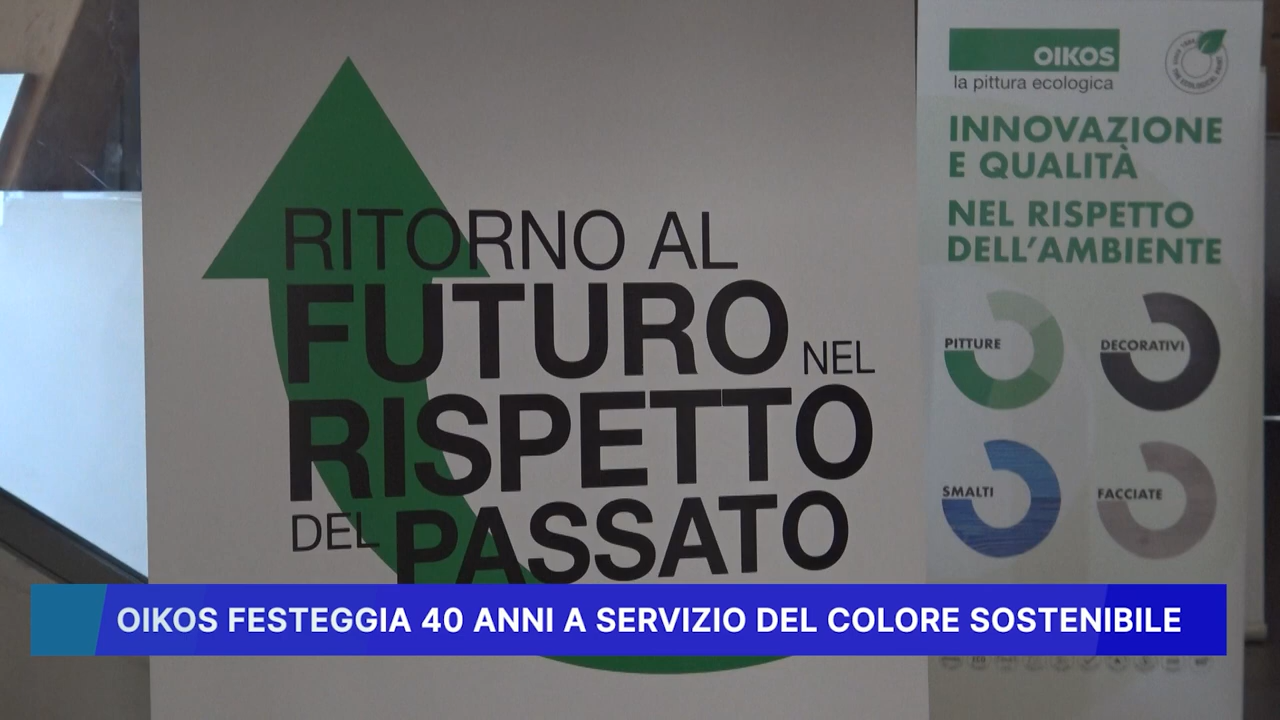 RITORNO AL
FUTURO NEL
RISPETTO
DEL PASSATO
OIKOS
la pittura ecologica
INNOVAZIONE
E QUALITÀ
NEL RISPETTO
DELL'AMBIENTE
PITTURE
DECORATIVI
SMALTI
FACCIATE
OIKOS FESTEGGIA 40 ANNI A SERVIZIO DEL COLORE SOSTENIBILE